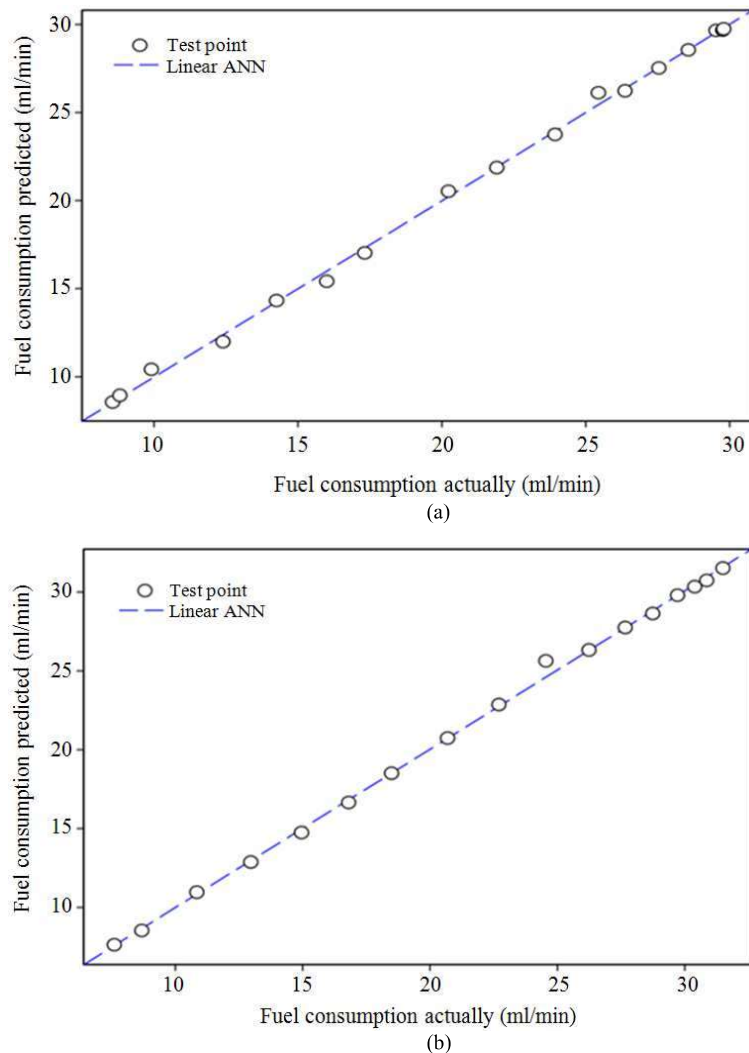 30
25
20
15
10
Fuel consumption predicted (ml/min)
Test point
Linear ANN
10 15 20 25 30
Fuel consumption actually (ml/min)
(a)
30
25
20
15
10
Fuel consumption predicted (ml/min)
Test point
Linear ANN
10 15 20 25 30
Fuel consumption actually (ml/min)
(b)